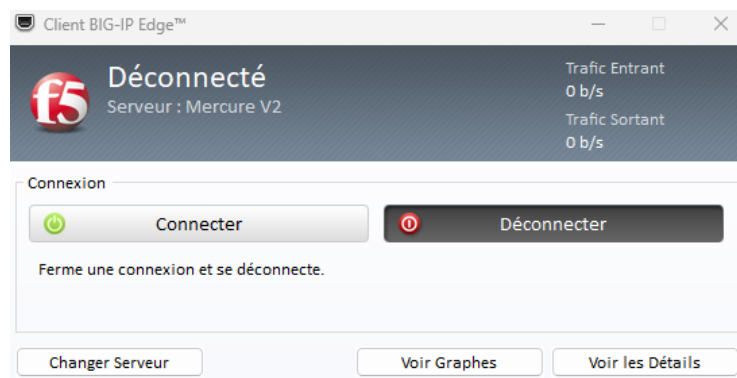 Client BIG-IP Edge™
f5
Déconnecté
Serveur : Mercure V2
Trafic Entrant
0 b/s
Trafic Sortant
0 b/s
Connexion
Connecter
Déconnecter
Ferme une connexion et se déconnecte.
Changer Serveur
Voir Graphes
Voir les Détails